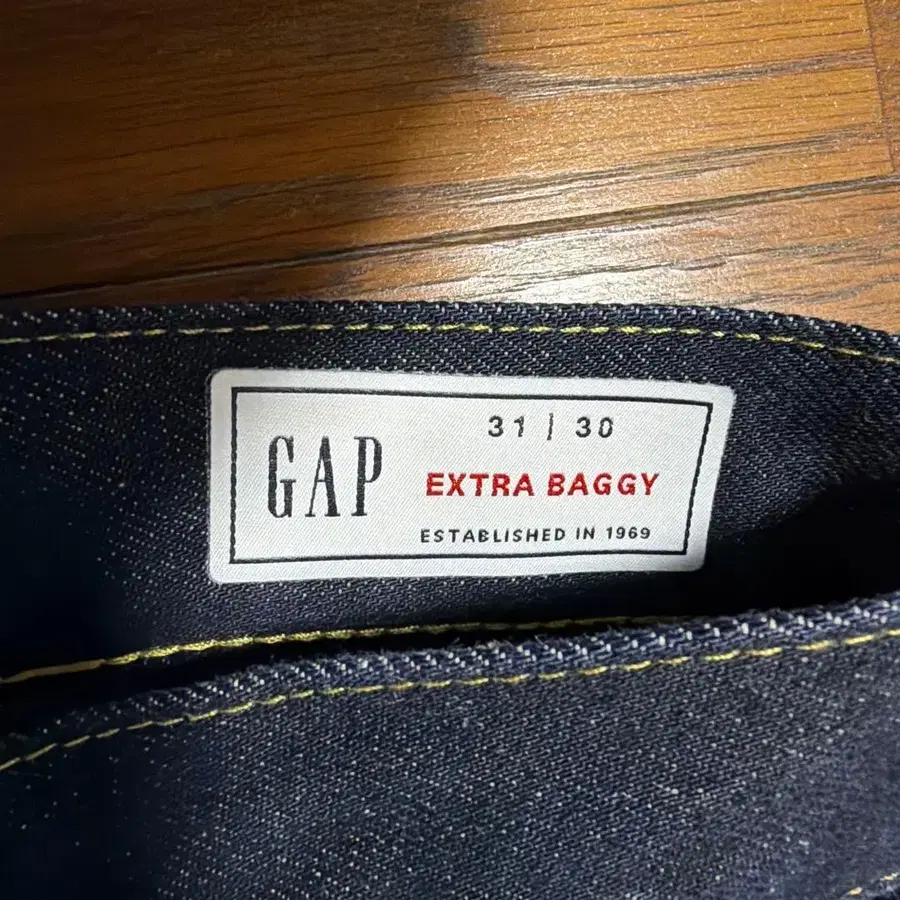 GAP
31 | 30
EXTRA BAGGY
ESTABLISHED IN 1969